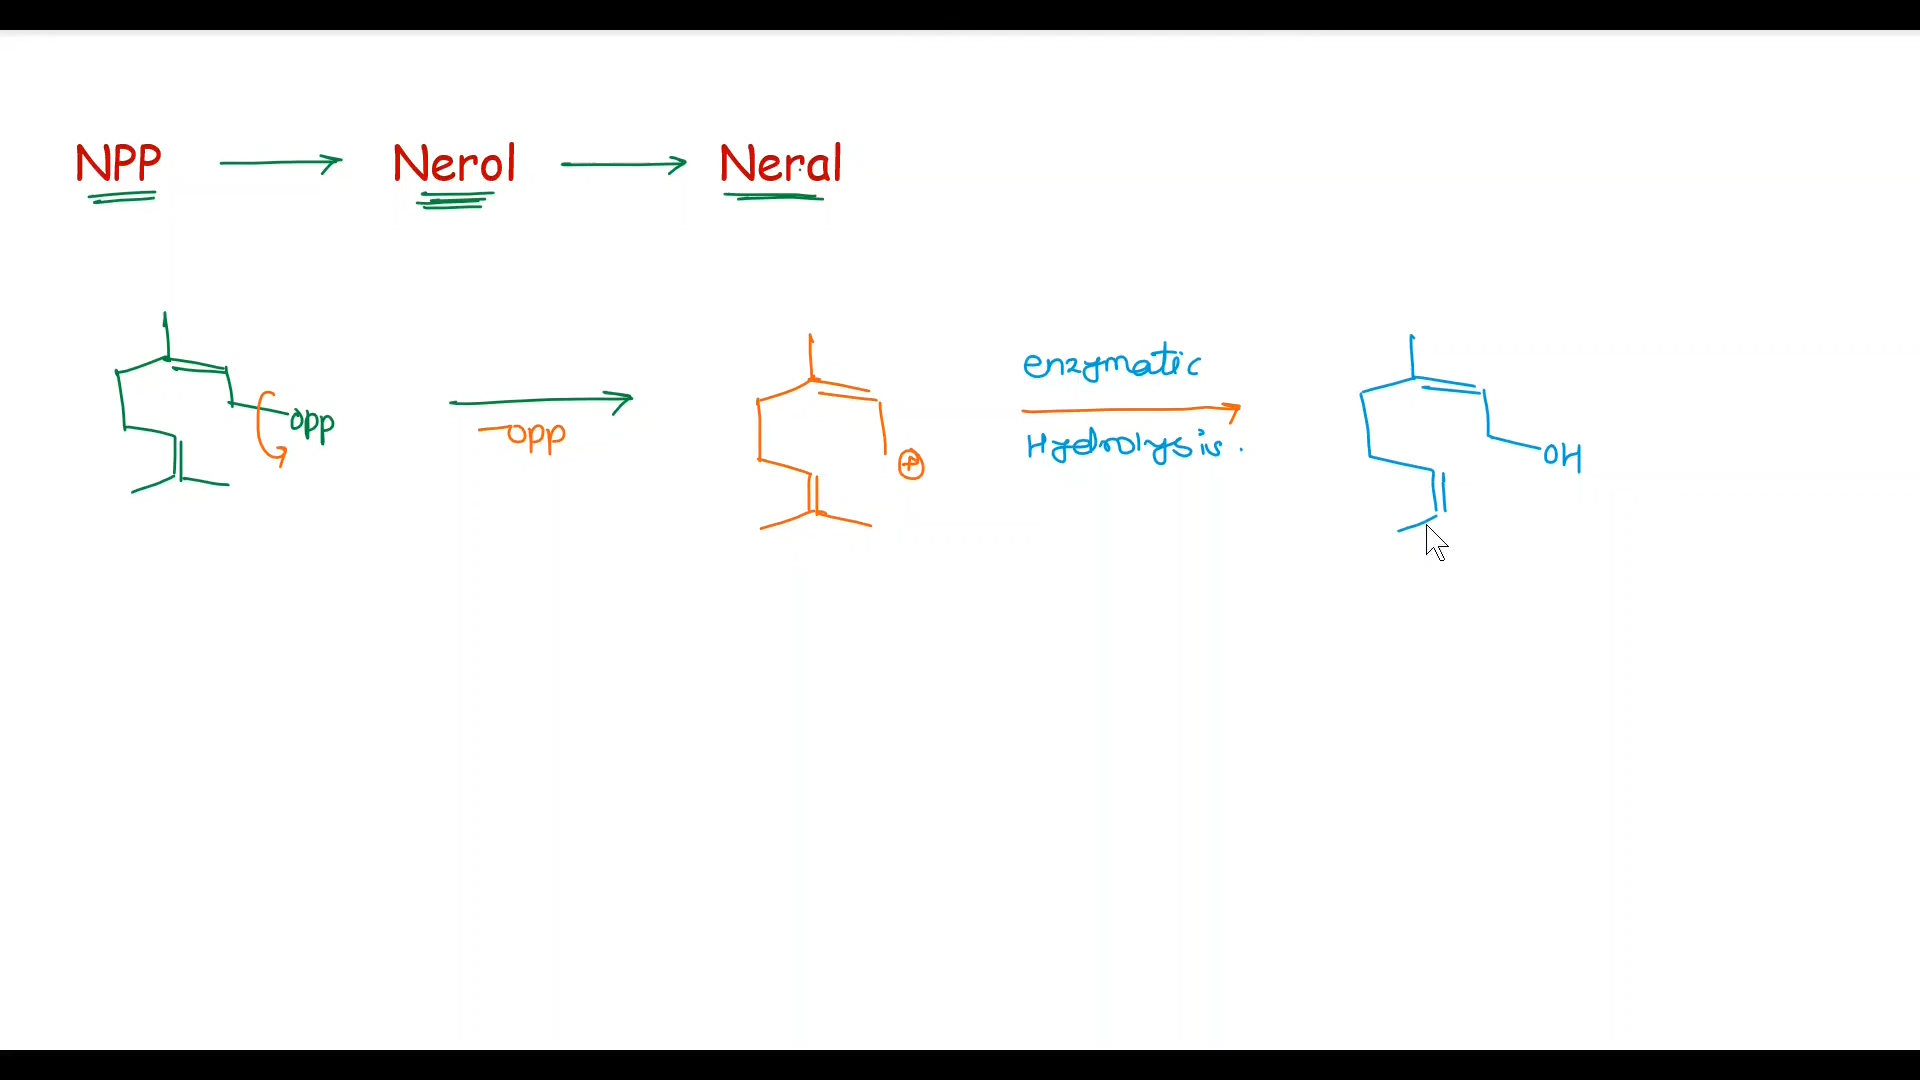 NPP → Nerol → Neral
opp
-opp
⊕
enzymatic
Hydrolysis.
OH